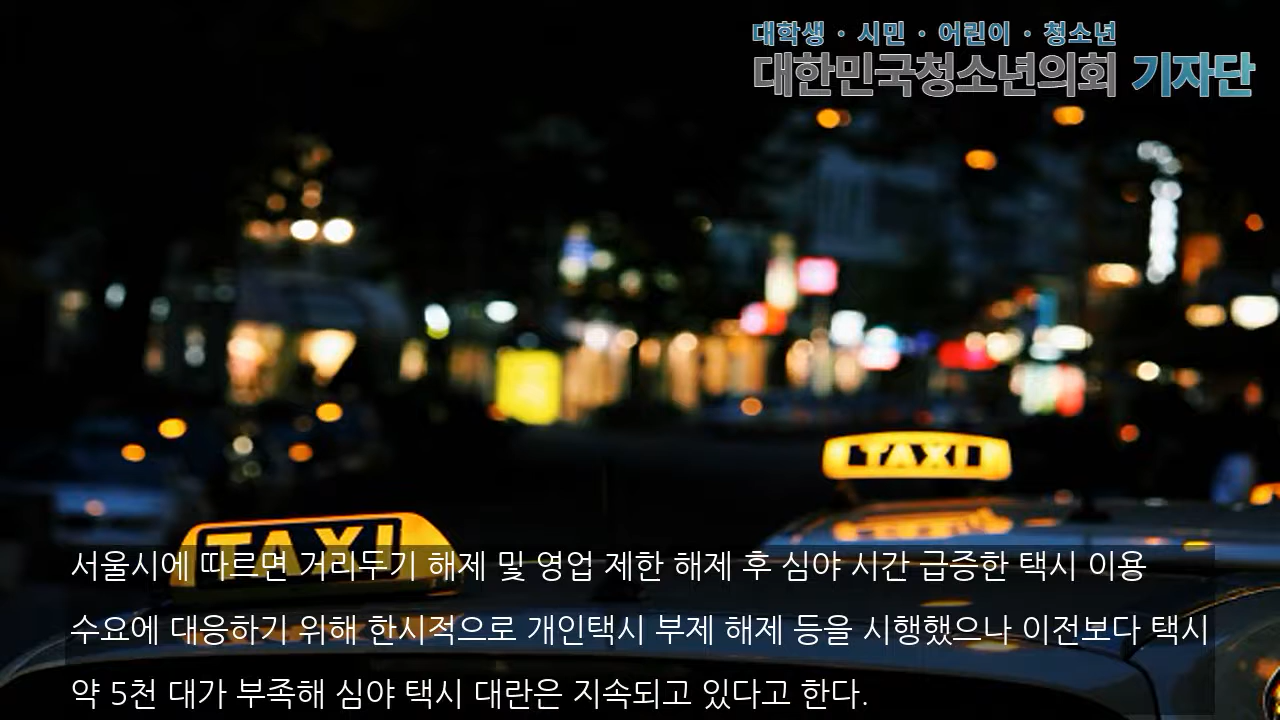 대학생 · 시민 · 어린이 · 청소년
대한민국청소년의회 기자단
TAXI
TAXI
서울시에 따르면 거리두기 해제 및 영업 제한 해제 후 심야 시간 급증한 택시 이용
수요에 대응하기 위해 한시적으로 개인택시 부제 해제 등을 시행했으나 이전보다 택시
약 5천 대가 부족해 심야 택시 대란은 지속되고 있다고 한다.